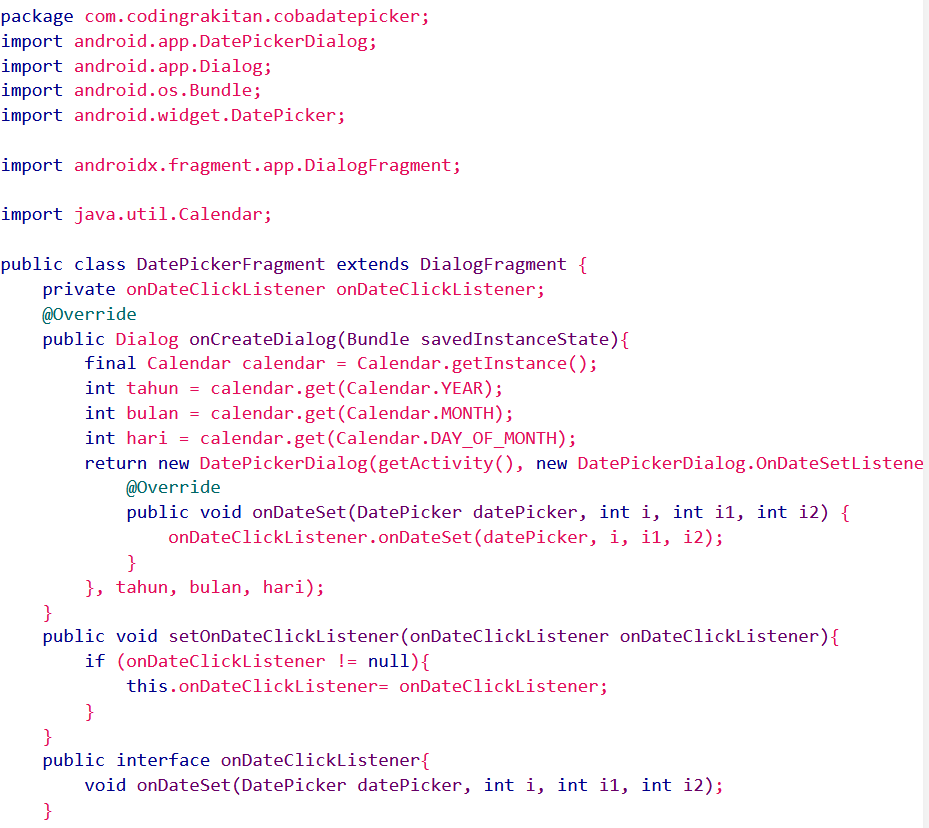 package com.codingrakitan.cobadatepicker;
import android.app.DatePickerDialog;
import android.app.Dialog;
import android.os.Bundle;
import android.widget.DatePicker;
import androidx.fragment.app.DialogFragment;
import java.util.Calendar;
public class DatePickerFragment extends DialogFragment {
    private onDateClickListener onDateClickListener;
    @Override
    public Dialog onCreateDialog(Bundle savedInstanceState){
        final Calendar calendar = Calendar.getInstance();
        int tahun = calendar.get(Calendar.YEAR);
        int bulan = calendar.get(Calendar.MONTH);
        int hari = calendar.get(Calendar.DAY_OF_MONTH);
        return new DatePickerDialog(getActivity(), new DatePickerDialog.OnDateSetListene
            @Override
            public void onDateSet(DatePicker datePicker, int i, int i1, int i2) {
                onDateClickListener.onDateSet(datePicker, i, i1, i2);
            }
        }, tahun, bulan, hari);
    }
    public void setOnDateClickListener(onDateClickListener onDateClickListener){
        if (onDateClickListener != null){
            this.onDateClickListener= onDateClickListener;
        }
    }
    public interface onDateClickListener{
        void onDateSet(DatePicker datePicker, int i, int i1, int i2);
    }